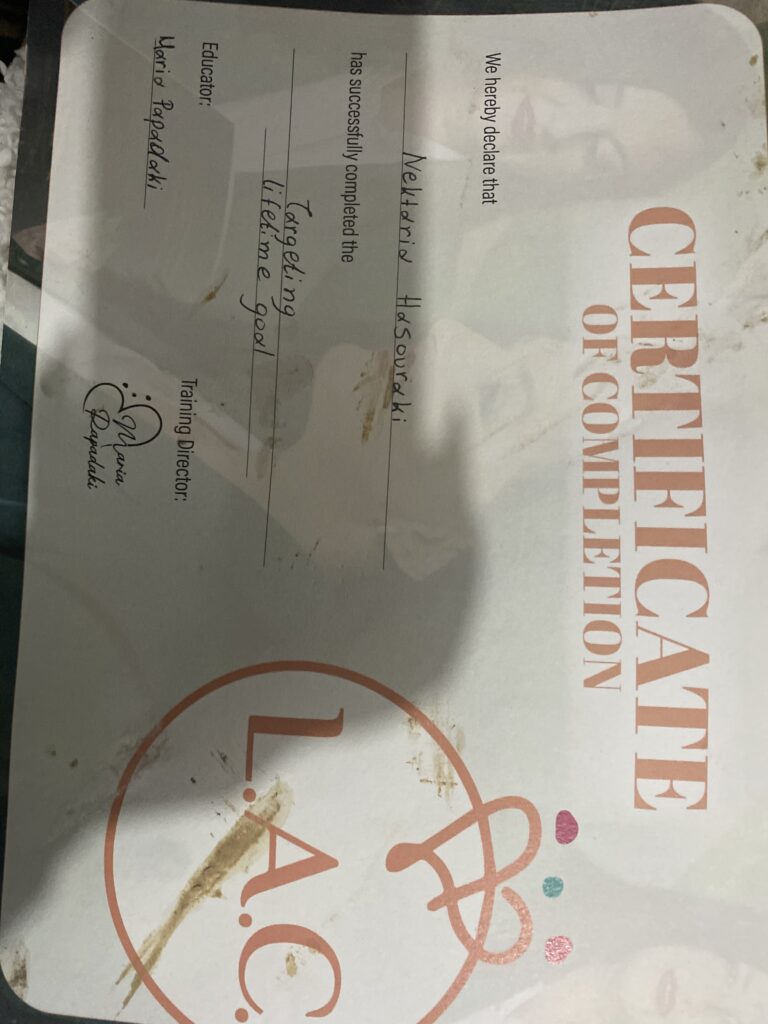 CERTIFICATE
OF COMPLETION
We hereby declare that
Nektaria Hasouraki
has successfully completed the
Targeting
lifetime goal
Educator:
Maria Papadaki
Training Director:
Maria
Papadaki
L.A.C.